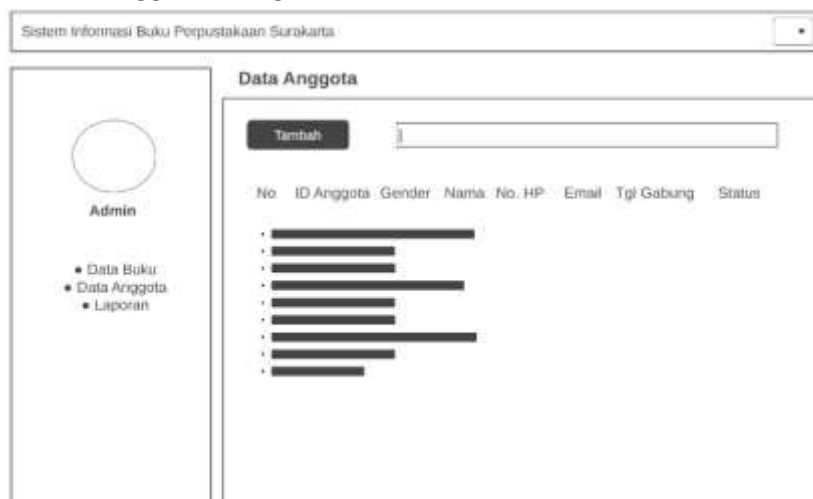 Sistem Informasi Buku Perpustakaan Surakarta
Data Anggota
Tambah
No ID Anggota Gender Nama No. HP Email Tgl Gabung Status
Admin
• Data Buku
• Data Anggota
• Laporan